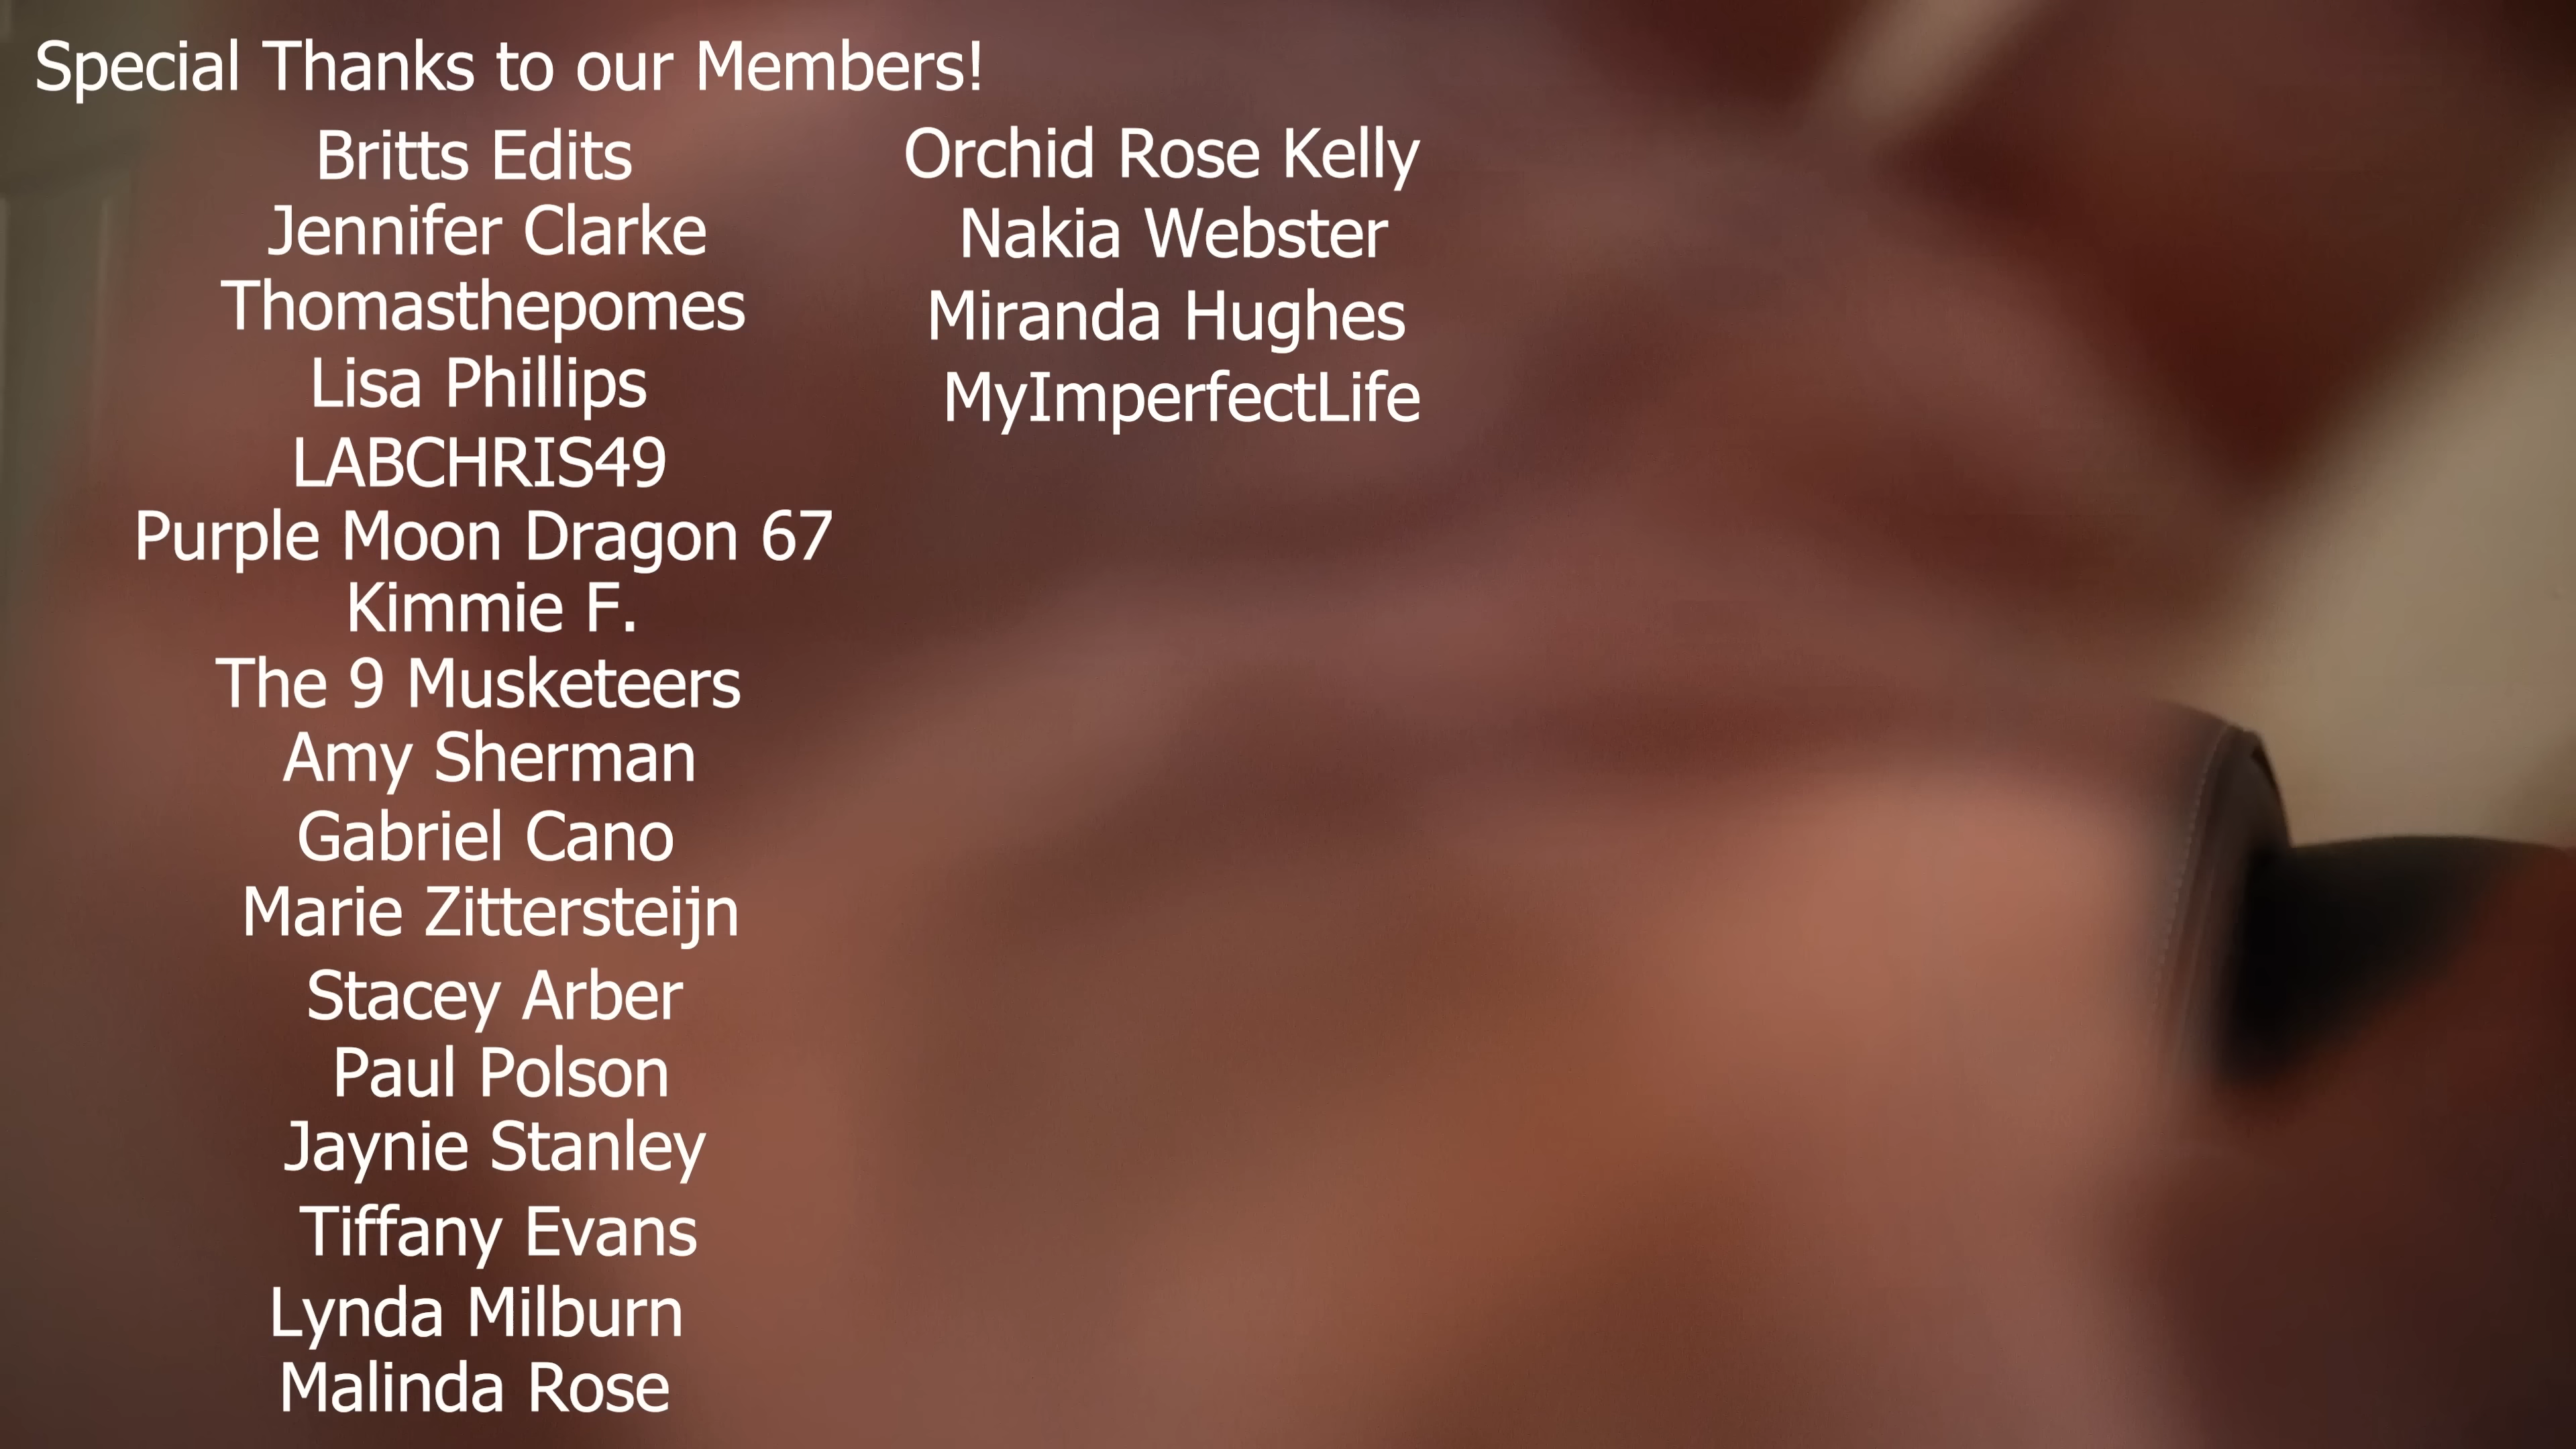 Special Thanks to our Members!
Britts Edits
Jennifer Clarke
Thomasthepomes
Lisa Phillips
LABCHRIS49
Purple Moon Dragon 67
Kimmie F.
The 9 Musketeers
Amy Sherman
Gabriel Cano
Marie Zittersteijn
Stacey Arber
Paul Polson
Jaynie Stanley
Tiffany Evans
Lynda Milburn
Malinda Rose
Orchid Rose Kelly
Nakia Webster
Miranda Hughes
MyImperfectLife